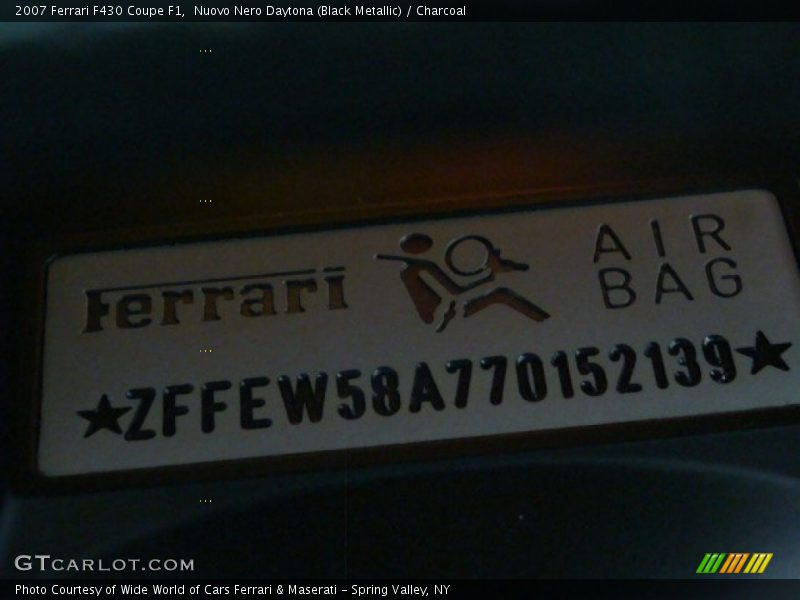 2007 Ferrari F430 Coupe F1,  Nuovo Nero Daytona (Black Metallic) / Charcoal
Ferrari
AIR
BAG
★ZFFEW58A770152139★
GTCARLOT.COM
Photo Courtesy of Wide World of Cars Ferrari & Maserati - Spring Valley, NY